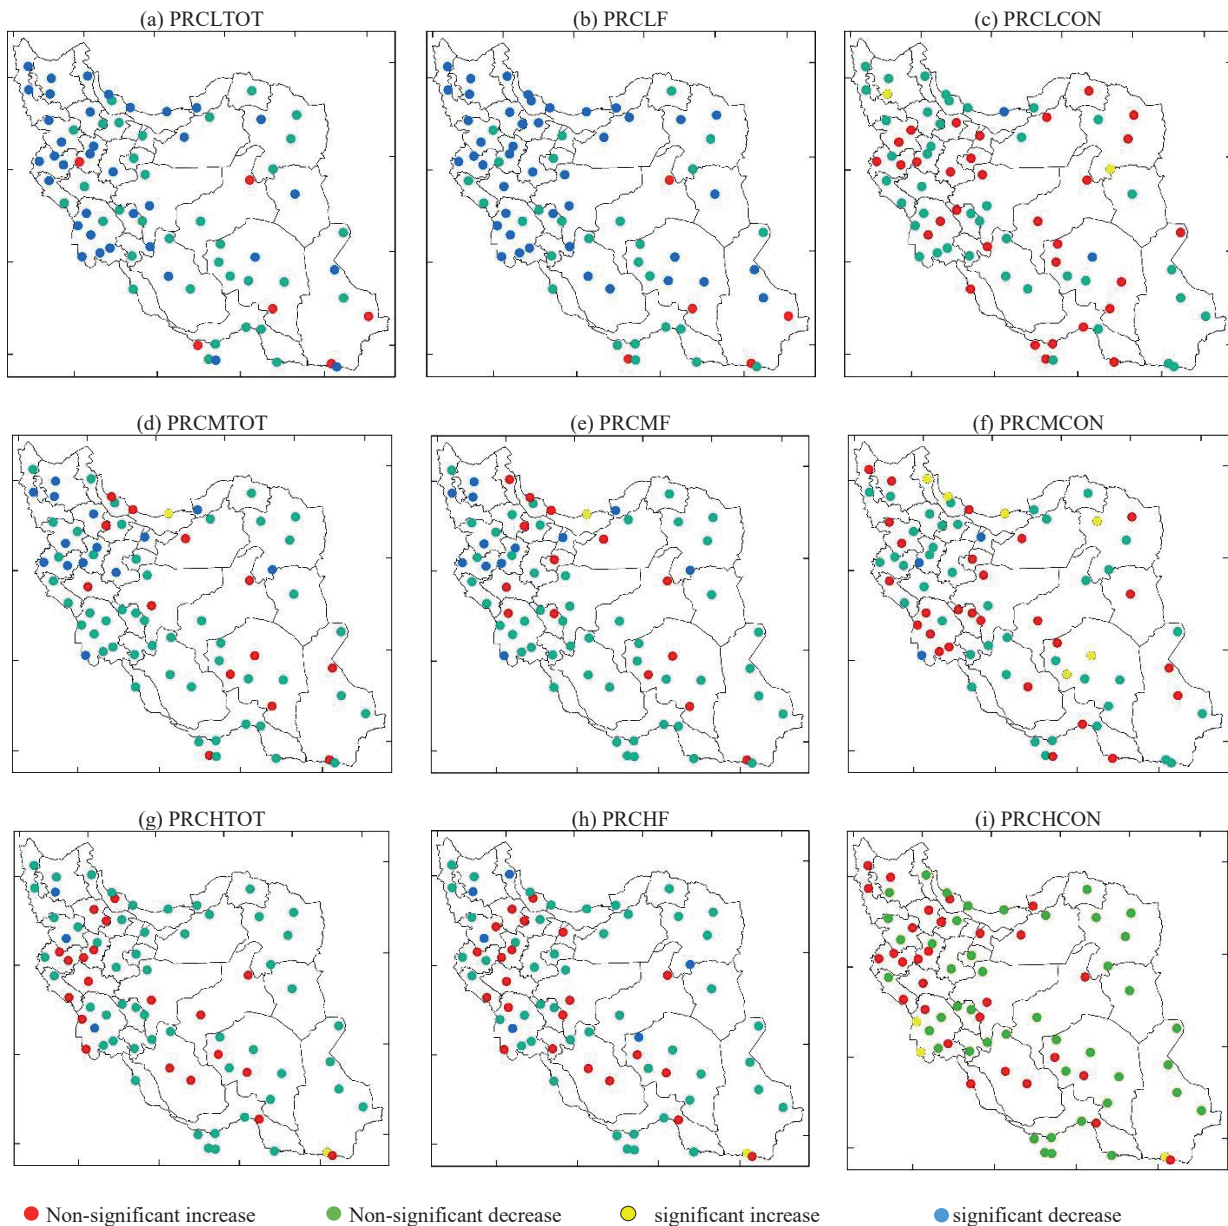 (a) PRCLTOT (b) PRCLF (c) PRCLCON
(d) PRCMTOT (e) PRCMF (f) PRCMCON
(g) PRCHTOT (h) PRCHF (i) PRCHCON
Non-significant increase Non-significant decrease significant increase significant decrease